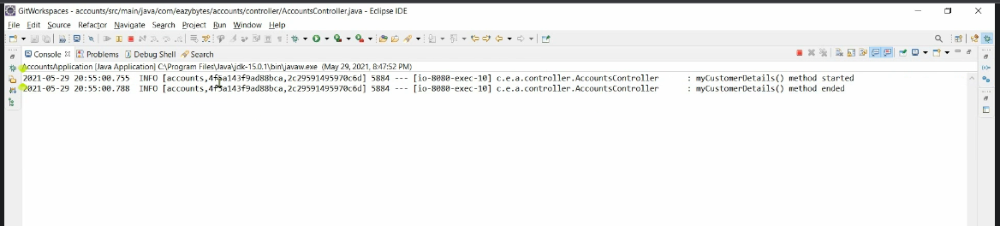 GitWorkspaces - accounts/src/main/java/com/eazybytes/accounts/controller/AccountsController.java - Eclipse IDE
File Edit Source Refactor Navigate Search Project Run Window Help
Console Problems Debug Shell Search
AccountsApplication [Java Application] C:\Program Files\Java\jdk-15.0.1\bin\javaw.exe (May 29, 2021, 8:47:52 PM)
2021-05-29 20:55:00.755 INFO [accounts,4f5a143f9ad88bca,2c29591495970c6d] 5884 --- [io-8080-exec-10] c.e.a.controller.AccountsController : myCustomerDetails() method started
2021-05-29 20:55:00.788 INFO [accounts,4f5a143f9ad88bca,2c29591495970c6d] 5884 --- [io-8080-exec-10] c.e.a.controller.AccountsController : myCustomerDetails() method ended